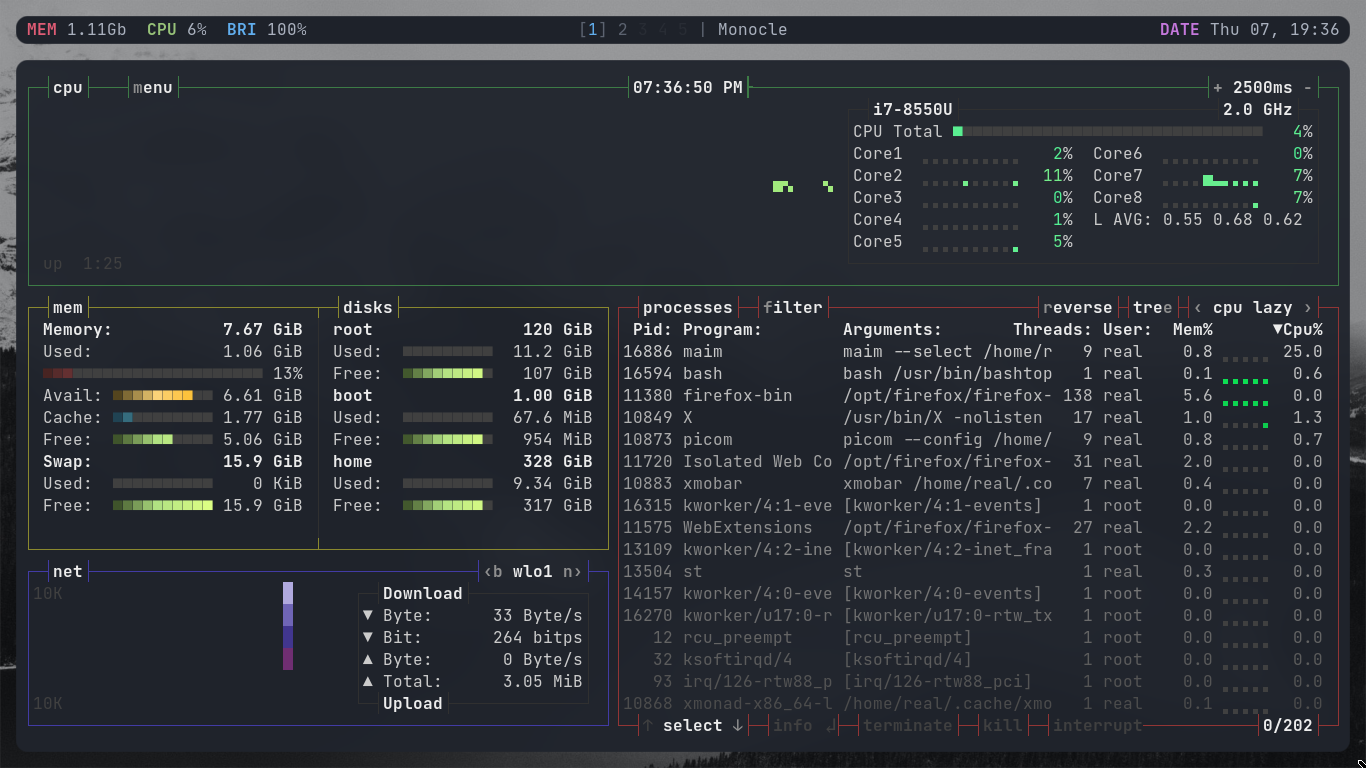 MEM 1.11Gb CPU 6% BRI 100% [1] 2 3 4 5 | Monocle DATE Thu 07, 19:36
cpu menu 07:36:50 PM + 2500ms -
i7-8550U 2.0 GHz
CPU Total 4%
Core1 2% Core6 0%
Core2 11% Core7 7%
Core3 0% Core8 7%
Core4 1% L AVG: 0.55 0.68 0.62
Core5 5%
up 1:25
mem disks
Memory: 7.67 GiB root 120 GiB
Used: 1.06 GiB Used: 11.2 GiB
13% Free: 107 GiB
Avail: 6.61 GiB boot 1.00 GiB
Cache: 1.77 GiB Used: 67.6 MiB
Free: 5.06 GiB Free: 954 MiB
Swap: 15.9 GiB home 328 GiB
Used: 0 KiB Used: 9.34 GiB
Free: 15.9 GiB Free: 317 GiB
net ‹b wlo1 n›
10K
Download
▼ Byte: 33 Byte/s
▼ Bit: 264 bitps
▲ Byte: 0 Byte/s
▲ Total: 3.05 MiB
10K
Upload
processes filter reverse tree ‹ cpu lazy ›
Pid: Program: Arguments: Threads: User: Mem% ▼Cpu%
16886 maim maim --select /home/r 9 real 0.8 25.0
16594 bash bash /usr/bin/bashtop 1 real 0.1 0.6
11380 firefox-bin /opt/firefox/firefox- 138 real 5.6 0.0
10849 X /usr/bin/X -nolisten 17 real 1.0 1.3
10873 picom picom --config /home/ 9 real 0.8 0.7
11720 Isolated Web Co /opt/firefox/firefox- 31 real 2.0 0.0
10883 xmobar xmobar /home/real/.co 7 real 0.4 0.0
16315 kworker/4:1-eve [kworker/4:1-events] 1 root 0.0 0.0
11575 WebExtensions /opt/firefox/firefox- 27 real 2.2 0.0
13109 kworker/4:2-ine [kworker/4:2-inet_fra 1 root 0.0 0.0
13504 st st 1 real 0.3 0.0
14157 kworker/4:0-eve [kworker/4:0-events] 1 root 0.0 0.0
16270 kworker/u17:0-r [kworker/u17:0-rtw_tx 1 root 0.0 0.0
12 rcu_preempt [rcu_preempt] 1 root 0.0 0.0
32 ksoftirqd/4 [ksoftirqd/4] 1 root 0.0 0.0
93 irq/126-rtw88_p [irq/126-rtw88_pci] 1 root 0.0 0.0
10868 xmonad-x86_64-l /home/real/.cache/xmo 1 real 0.1 0.0
↑ select ↓ info ↲ terminate kill interrupt 0/202